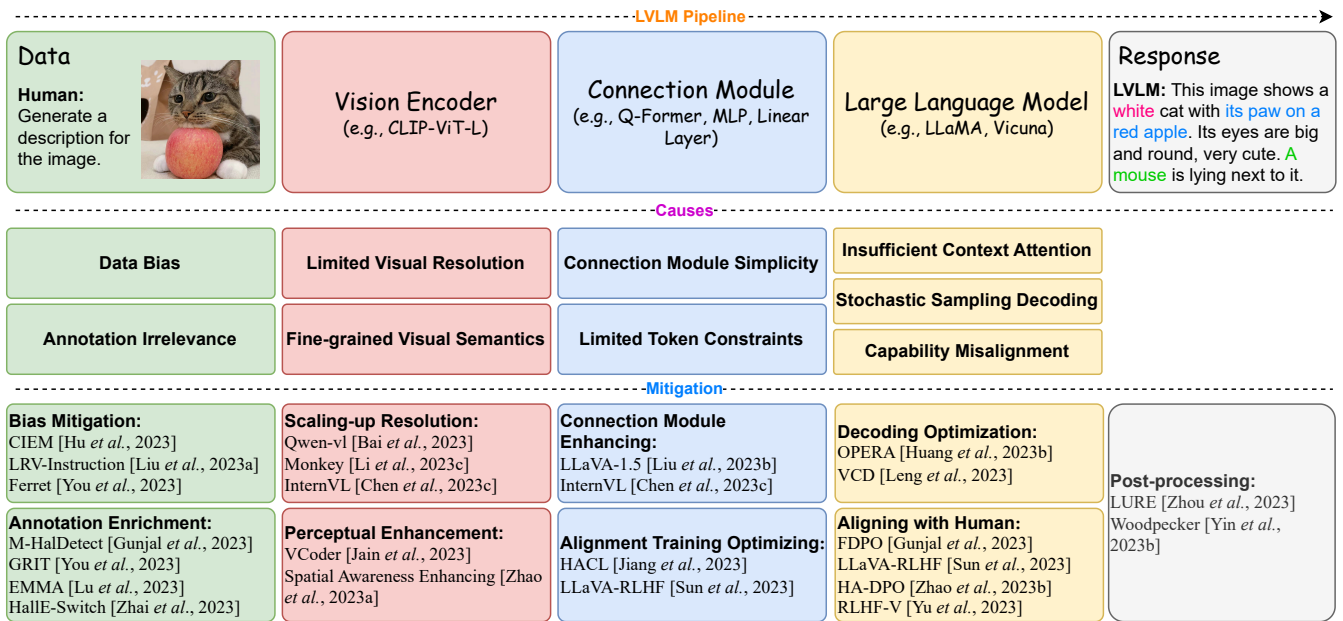 LVLM Pipeline
Data
Human:
Generate a
description for
the image.
Vision Encoder
(e.g., CLIP-ViT-L)
Connection Module
(e.g., Q-Former, MLP, Linear
Layer)
Large Language Model
(e.g., LLaMA, Vicuna)
Response
LVLM: This image shows a
white cat with its paw on a
red apple. Its eyes are big
and round, very cute. A
mouse is lying next to it.
Causes
Data Bias
Annotation Irrelevance
Limited Visual Resolution
Fine-grained Visual Semantics
Connection Module Simplicity
Limited Token Constraints
Insufficient Context Attention
Stochastic Sampling Decoding
Capability Misalignment
Mitigation
Bias Mitigation:
CIEM [Hu et al., 2023]
LRV-Instruction [Liu et al., 2023a]
Ferret [You et al., 2023]
Annotation Enrichment:
M-HalDetect [Gunjal et al., 2023]
GRIT [You et al., 2023]
EMMA [Lu et al., 2023]
HallE-Switch [Zhai et al., 2023]
Scaling-up Resolution:
Qwen-vl [Bai et al., 2023]
Monkey [Li et al., 2023c]
InternVL [Chen et al., 2023c]
Perceptual Enhancement:
VCoder [Jain et al., 2023]
Spatial Awareness Enhancing [Zhao
et al., 2023a]
Connection Module
Enhancing:
LLaVA-1.5 [Liu et al., 2023b]
InternVL [Chen et al., 2023c]
Alignment Training Optimizing:
HACL [Jiang et al., 2023]
LLaVA-RLHF [Sun et al., 2023]
Decoding Optimization:
OPERA [Huang et al., 2023b]
VCD [Leng et al., 2023]
Aligning with Human:
FDPO [Gunjal et al., 2023]
LLaVA-RLHF [Sun et al., 2023]
HA-DPO [Zhao et al., 2023b]
RLHF-V [Yu et al., 2023]
Post-processing:
LURE [Zhou et al., 2023]
Woodpecker [Yin et al.,
2023b]